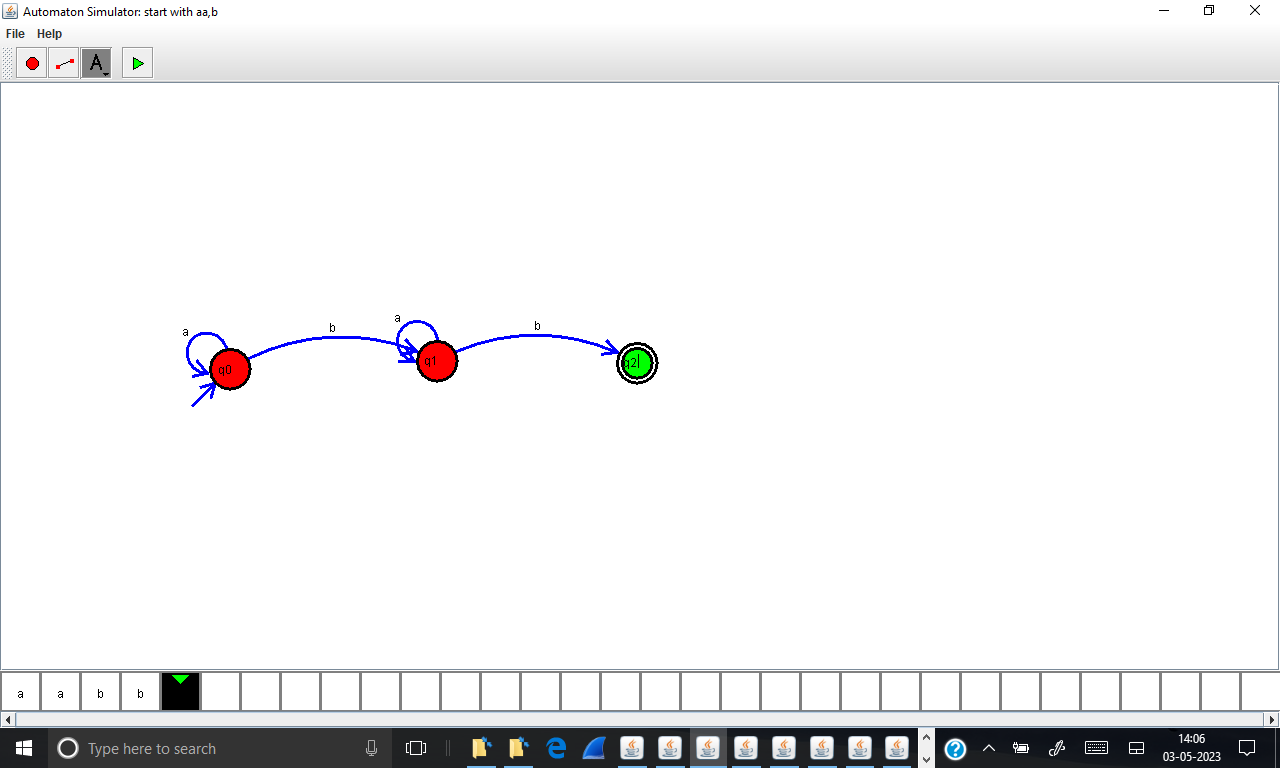 Automaton Simulator: start with aa,b
File Help
A
a
b
a
b
q0
q1
q2
a a b b
Type here to search
14:06
03-05-2023